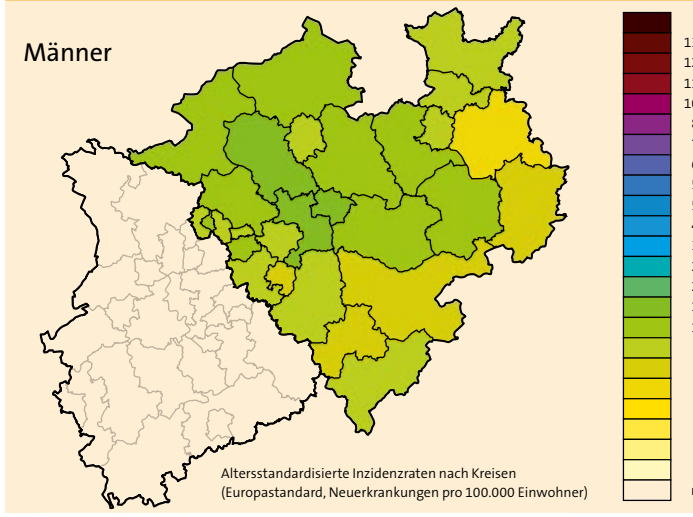 Männer
Altersstandardisierte Inzidenzraten nach Kreisen
(Europastandard, Neuerkrankungen pro 100.000 Einwohner)